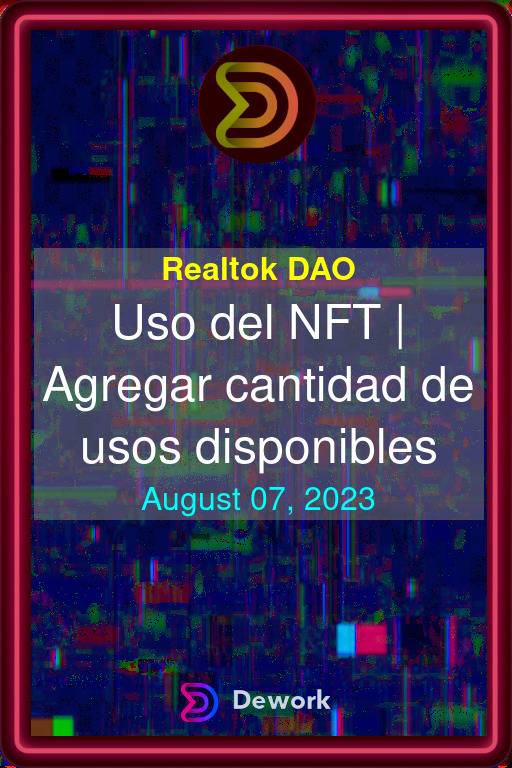 Realtok DAO
Uso del NFT |
Agregar cantidad de
usos disponibles
August 07, 2023
Dework